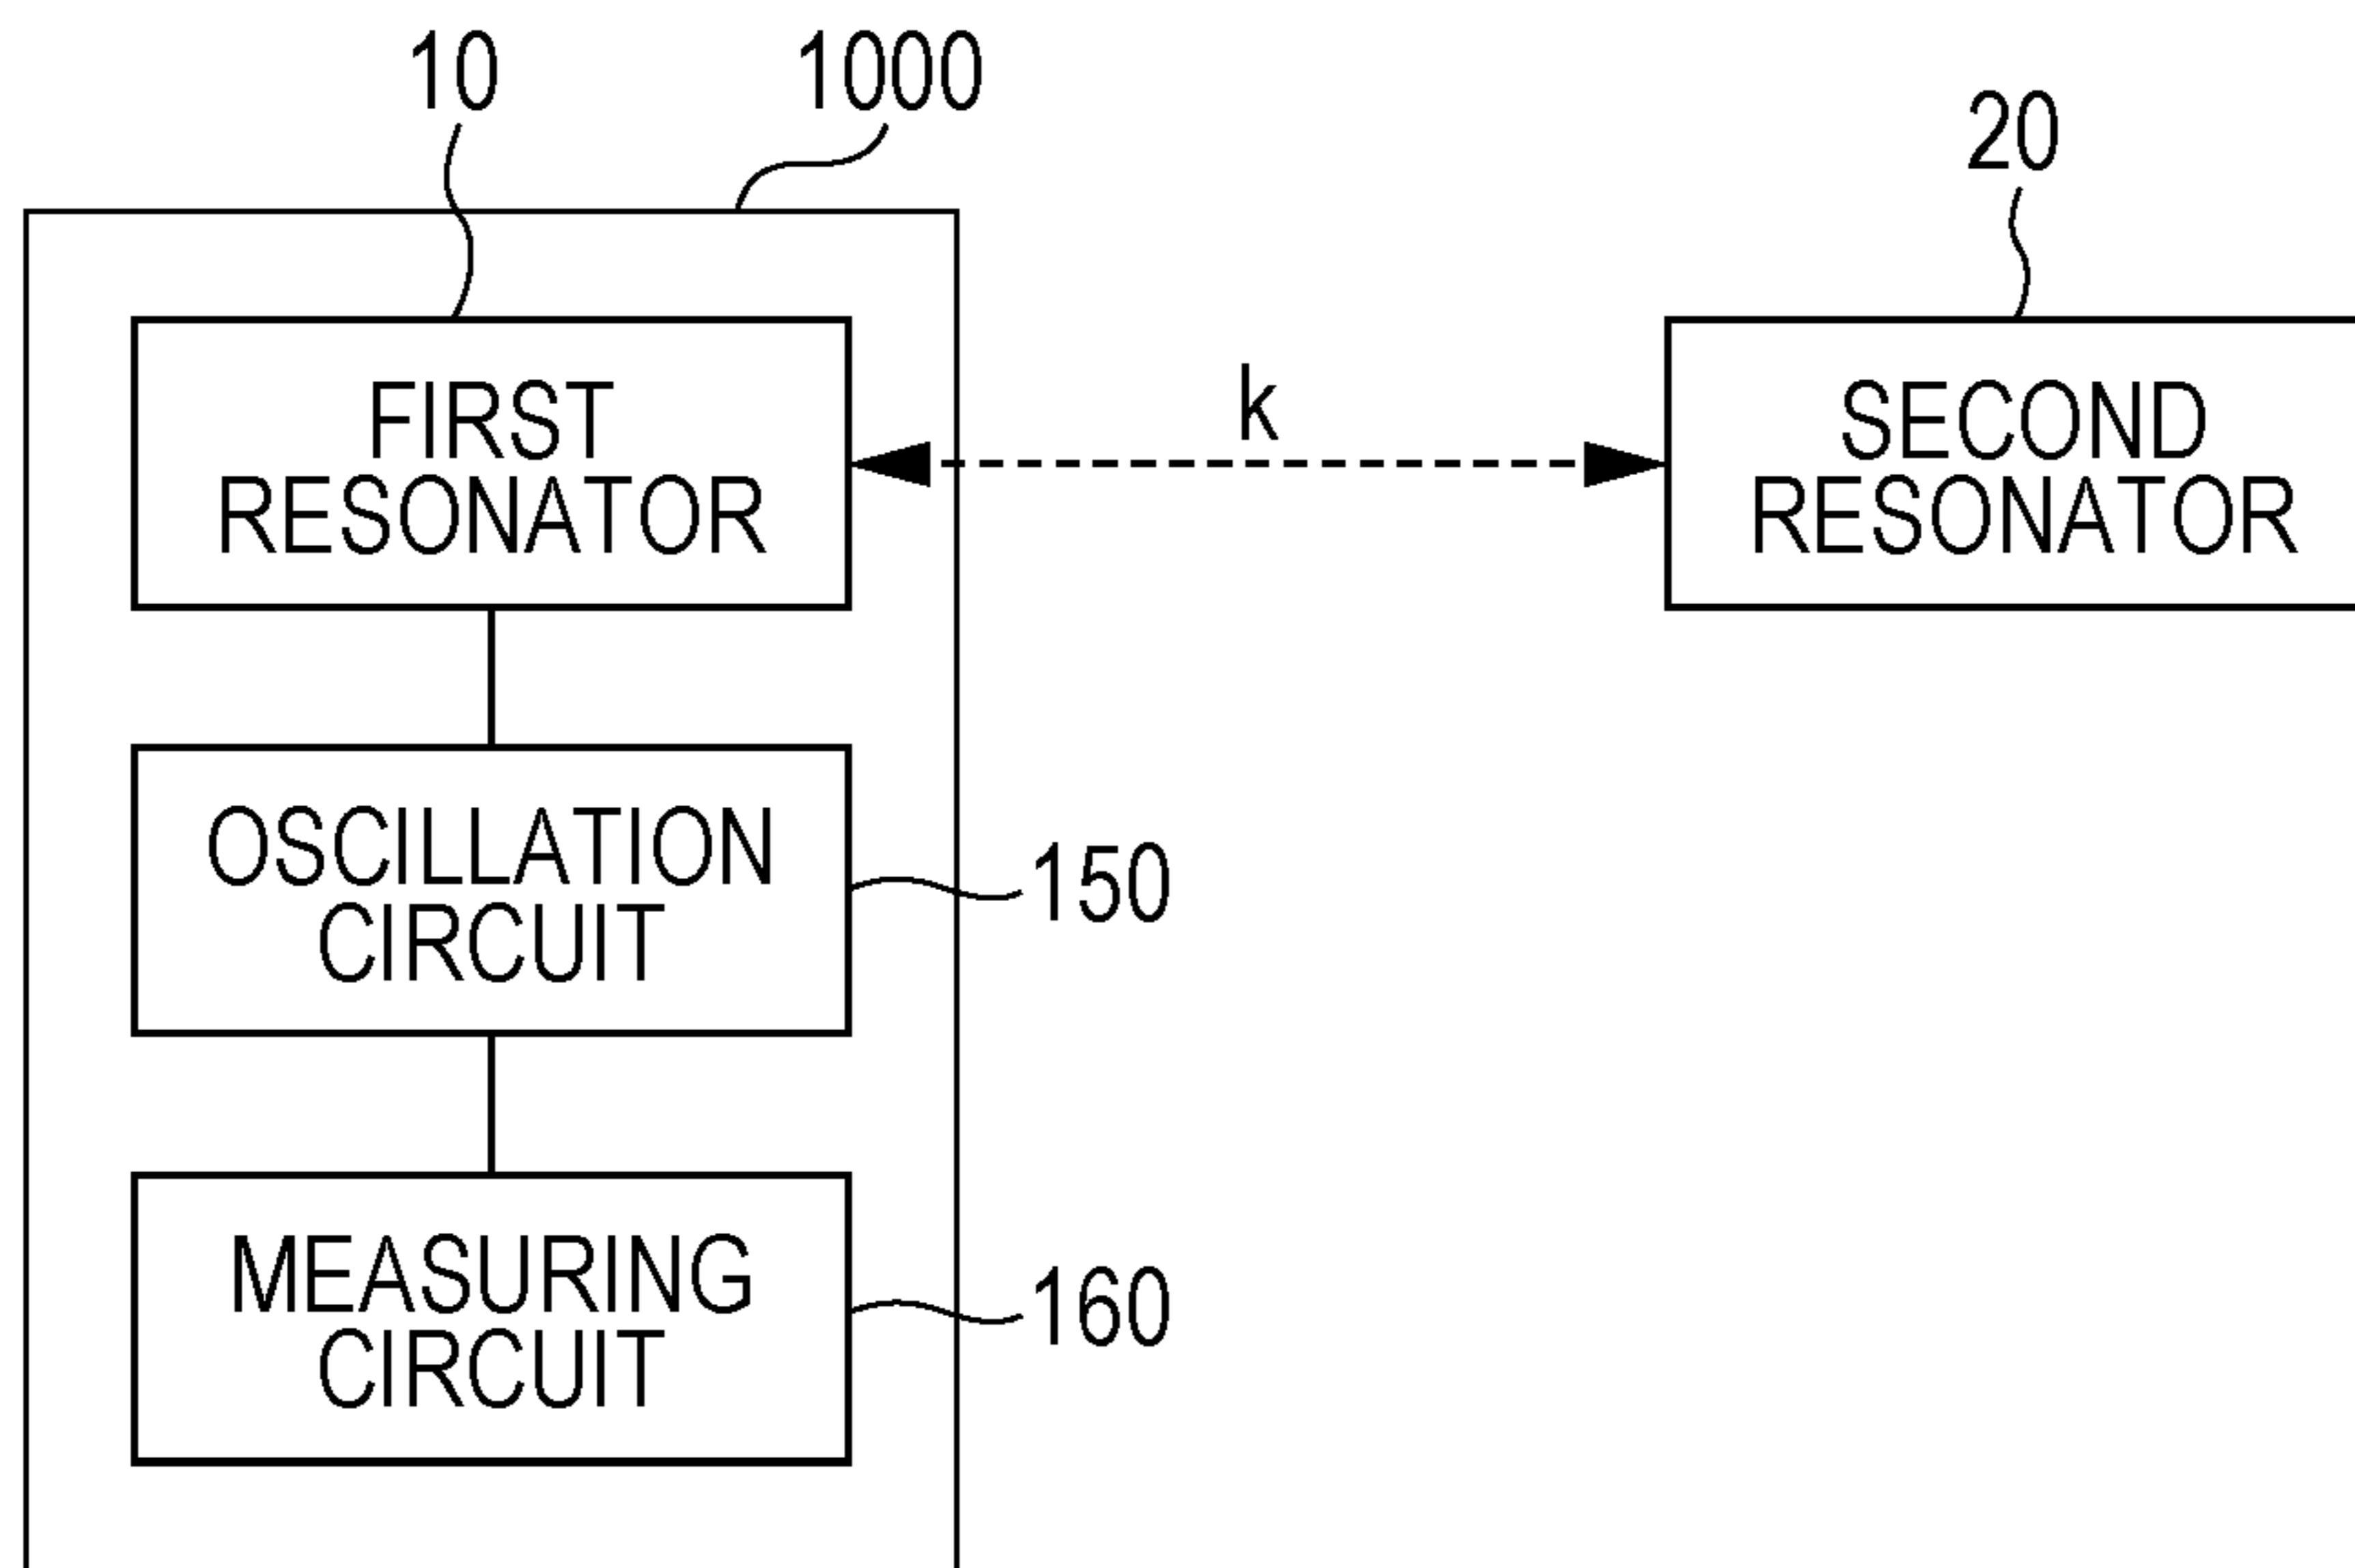 10
1000
20
FIRST
RESONATOR
k
SECOND
RESONATOR
OSCILLATION
CIRCUIT
150
MEASURING
CIRCUIT
160